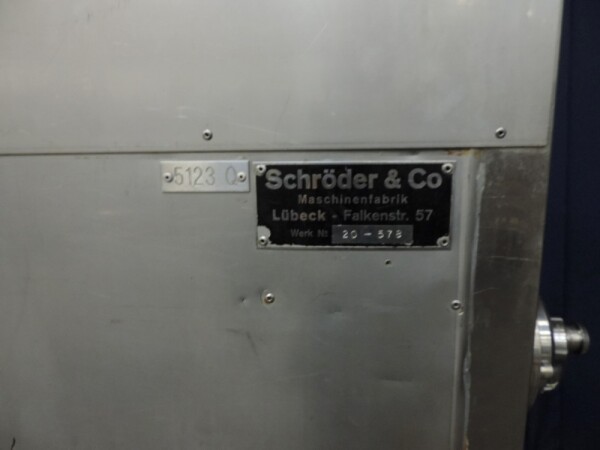 5123 Q
Schröder & Co
Maschinenfabrik
Lübeck - Falkenstr. 57
Werk Nr. 20-578